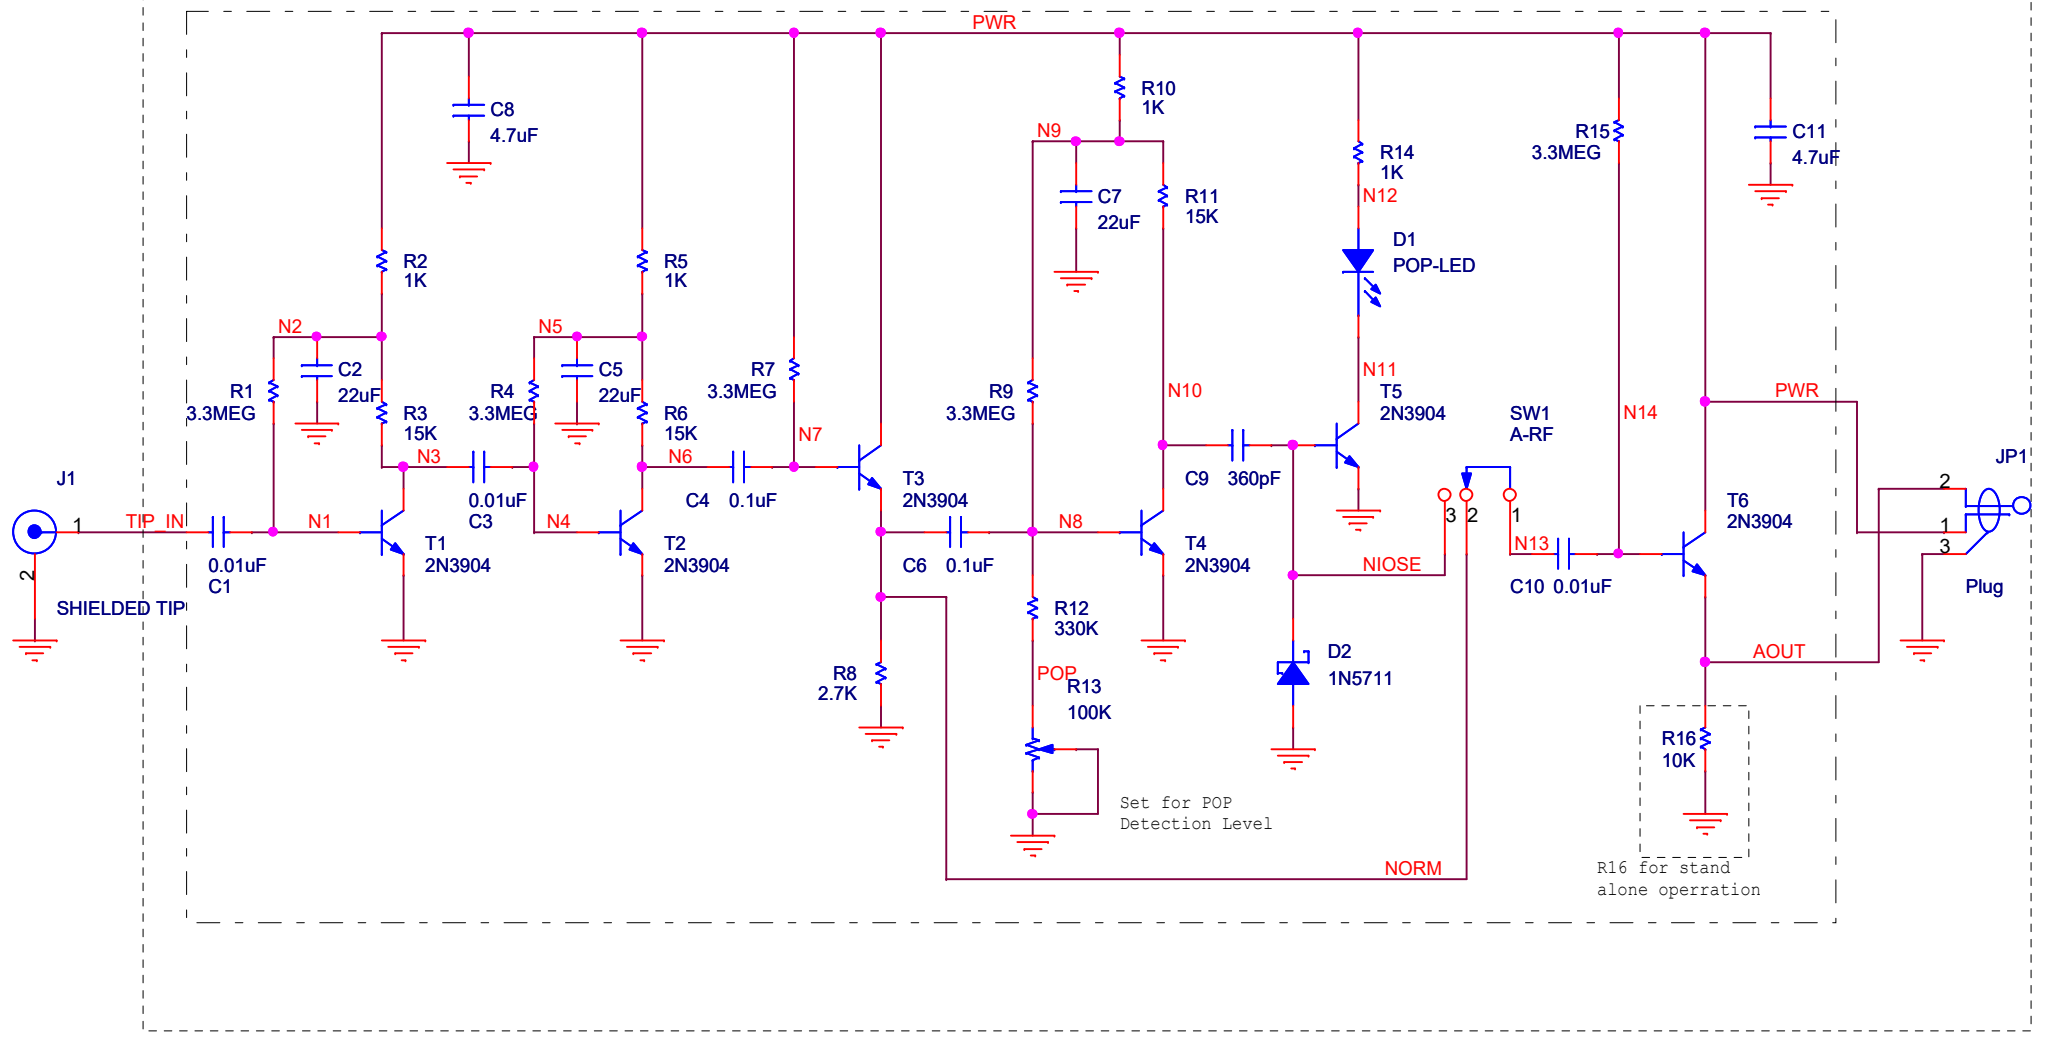 PWR
C8
4.7uF
R10
1K
N9
R14
1K
R15
3.3MEG
C11
4.7uF
C7
22uF
R11
15K
N12
D1
POP-LED
R2
1K
R5
1K
N2
N5
C2
22uF
C5
22uF
R1
3.3MEG
R3
15K
R4
3.3MEG
R6
15K
R7
3.3MEG
R9
3.3MEG
N10
N11
T5
2N3904
SW1
A-RF
N14
PWR
N3
N6
N7
J1
0.01uF
C3
C4
0.1uF
T3
2N3904
C9
360pF
3
2
1
T6
2N3904
JP1
2
1
3
Plug
1
TIP_IN
N1
N4
N8
N13
0.01uF
C1
T1
2N3904
T2
2N3904
C6
0.1uF
T4
2N3904
NIOSE
C10
0.01uF
2
SHIELDED TIP
R12
330K
D2
1N5711
AOUT
R8
2.7K
POP
R13
100K
R16
10K
Set for POP
Detection Level
NORM
R16 for stand
alone operration